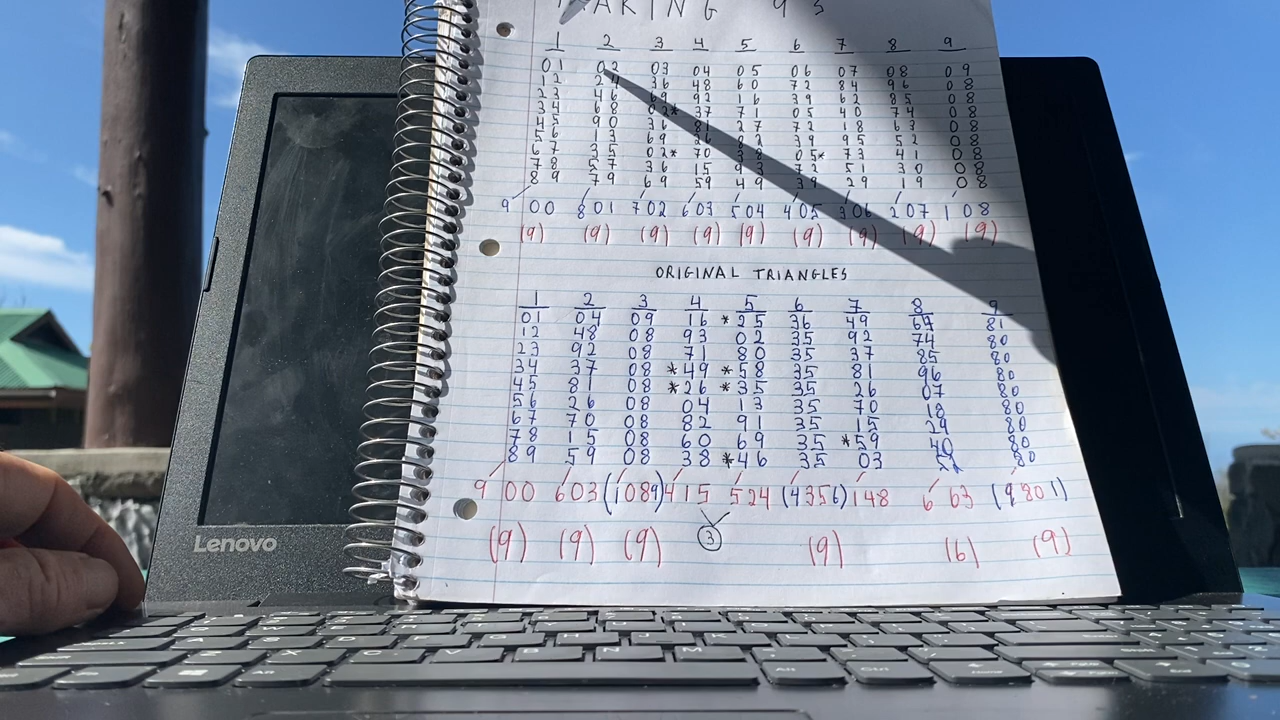 AKING 93
1 2 3 4 5 6 7 8 9
01 02 03 04 05 06 07 08 09
12 24 36 48 60 72 84 96 08
23 46 69 92 16 39 62 85 08
34 68 02* 37 71 05 40 74 08
45 90 36 81 27 72 18 63 08
56 13 69 26 82 39 95 52 08
67 35 02* 70 38 05* 73 41 08
78 57 36 15 93 72 51 30 08
89 79 69 59 49 39 29 19 08
900 801 702 603 504 405 306 207 108
(9) (9) (9) (9) (9) (9) (9) (9) (9)
ORIGINAL TRIANGLES
1 2 3 4 5 6 7 8 9
01 04 09 16 *25 36 49 64 81
12 48 08 93 02 35 92 74 80
23 92 08 71 80 35 37 85 80
34 37 08 *49 *58 35 81 96 80
45 81 08 *26 *35 35 26 07 80
56 26 08 04 13 35 70 18 80
67 70 08 82 91 35 15 29 80
78 15 08 60 69 35 *59 40 80
89 59 08 38 *46 35 03 80
900 603 (1089) 415 524 (4356) 148 663 (9801)
(9) (9) (9) 3 (9) (6) (9)
Lenovo